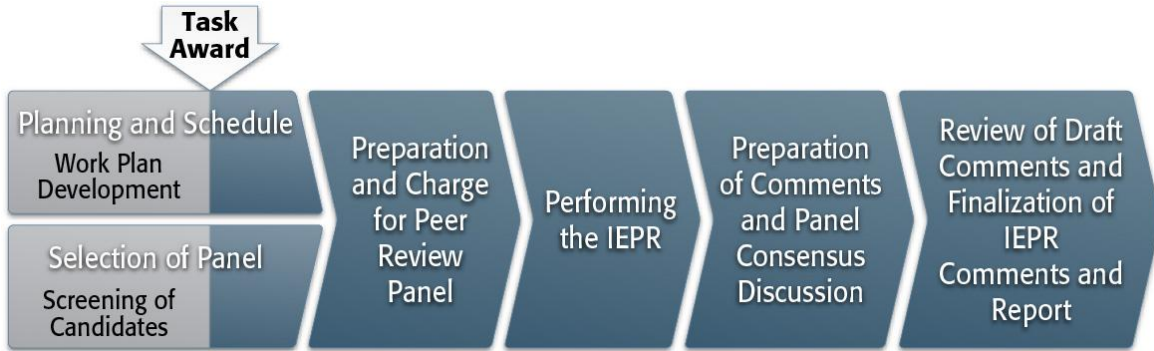 Task
Award
Planning and Schedule
Work Plan
Development
Selection of Panel
Screening of
Candidates
Preparation
and Charge
for Peer
Review
Panel
Performing
the IEPR
Preparation
of Comments
and Panel
Consensus
Discussion
Review of Draft
Comments and
Finalization of
IEPR
Comments and
Report